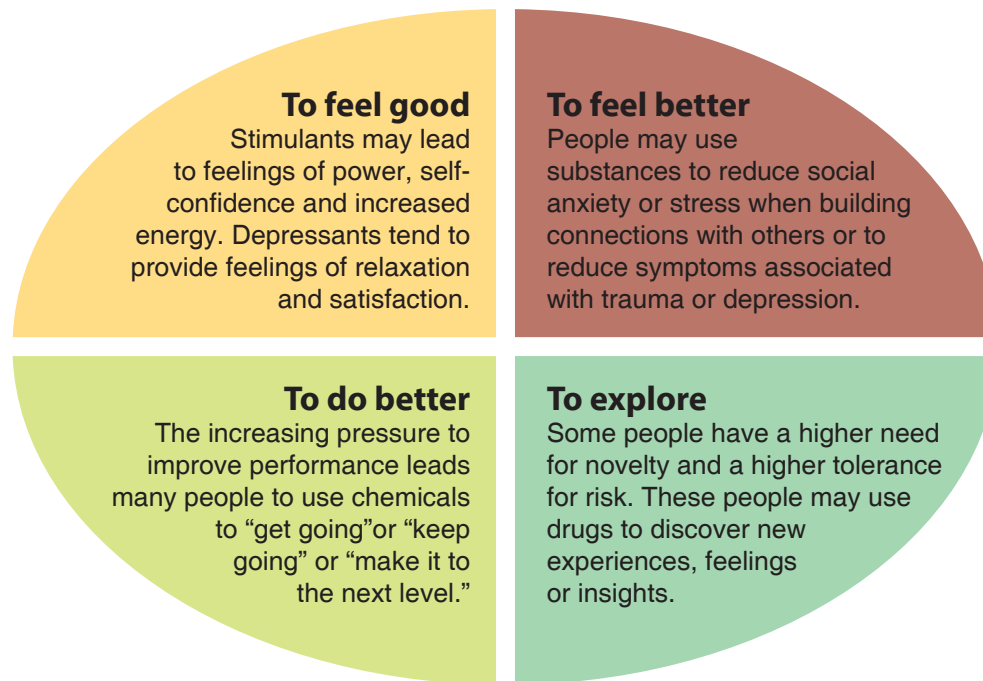 To feel good
Stimulants may lead
to feelings of power, self-
confidence and increased
energy. Depressants tend to
provide feelings of relaxation
and satisfaction.
To feel better
People may use
substances to reduce social
anxiety or stress when building
connections with others or to
reduce symptoms associated
with trauma or depression.
To do better
The increasing pressure to
improve performance leads
many people to use chemicals
to “get going”or “keep
going” or “make it to
the next level.”
To explore
Some people have a higher need
for novelty and a higher tolerance
for risk. These people may use
drugs to discover new
experiences, feelings
or insights.